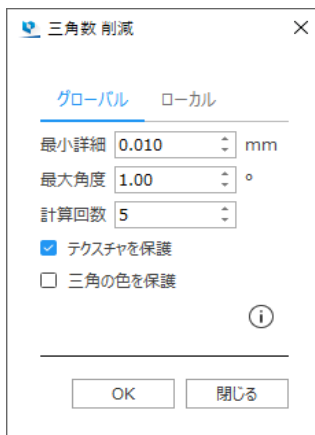 三角数 削減
グローバル ローカル
最小詳細 0.010 mm
最大角度 1.00 °
計算回数 5
テクスチャを保護
三角の色を保護
OK 閉じる